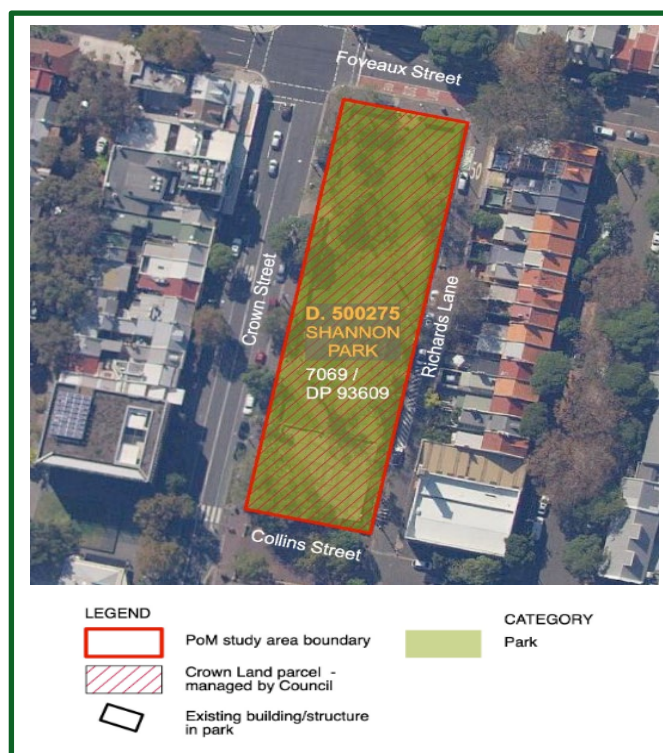 Foveaux Street
50
Crown Street
Richards Lane
D. 500275
SHANNON
PARK
7069 /
DP 93609
Collins Street
LEGEND
PoM study area boundary
Crown Land parcel -
managed by Council
Existing building/structure
in park
CATEGORY
Park